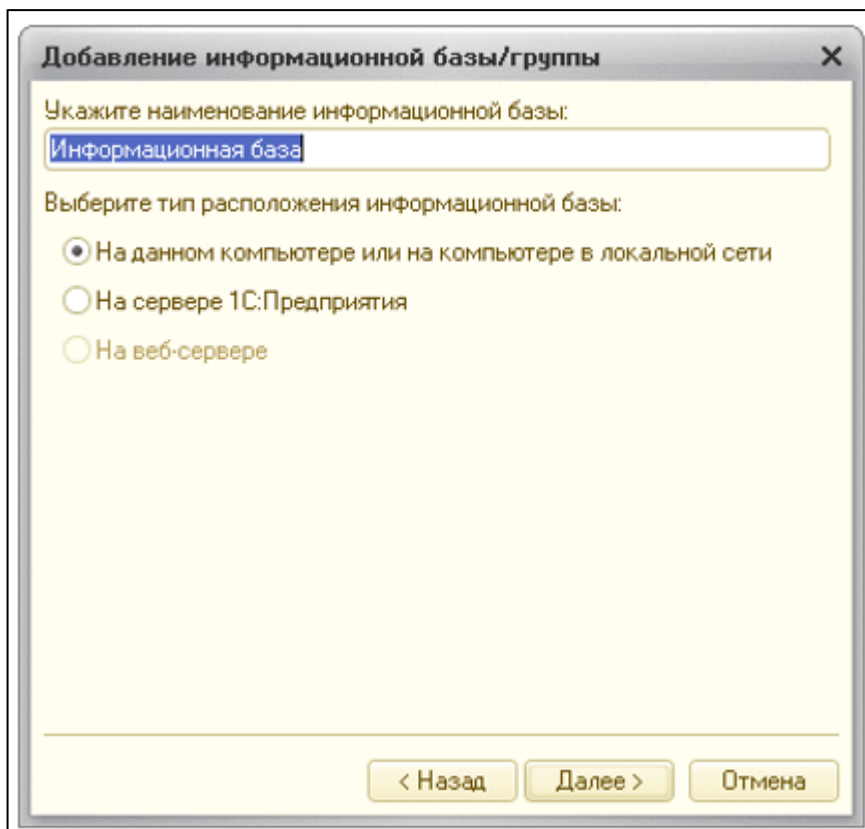 Добавление информационной базы/группы
Укажите наименование информационной базы:
Информационная база
Выберите тип расположения информационной базы:
На данном компьютере или на компьютере в локальной сети
На сервере 1С:Предприятия
На веб-сервере
< Назад Далее > Отмена